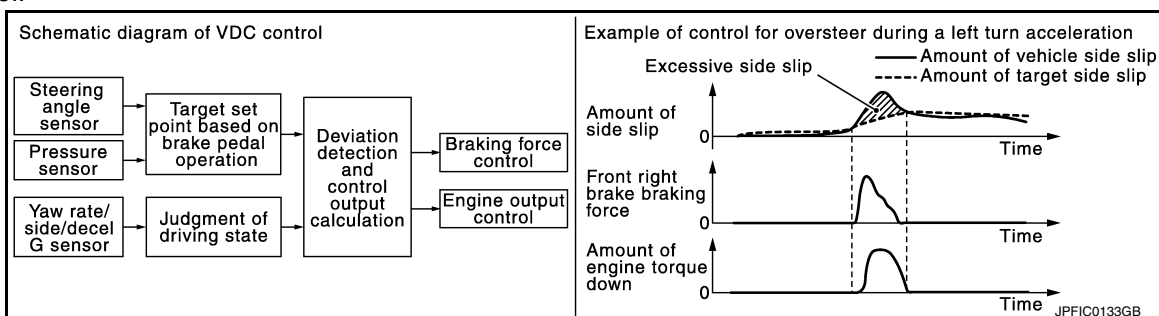 Schematic diagram of VDC control
Steering
angle
sensor
Pressure
sensor
Yaw rate/
side/decel
G sensor
Target set
point based on
brake pedal
operation
Judgment of
driving state
Deviation
detection
and
control
output
calculation
Braking force
control
Engine output
control
Example of control for oversteer during a left turn acceleration
Amount of vehicle side slip
Amount of target side slip
Excessive side slip
Amount of
side slip
0
Time
Front right
brake braking
force
0
Time
Amount of
engine torque
down
0
Time
JPFIC0133GB